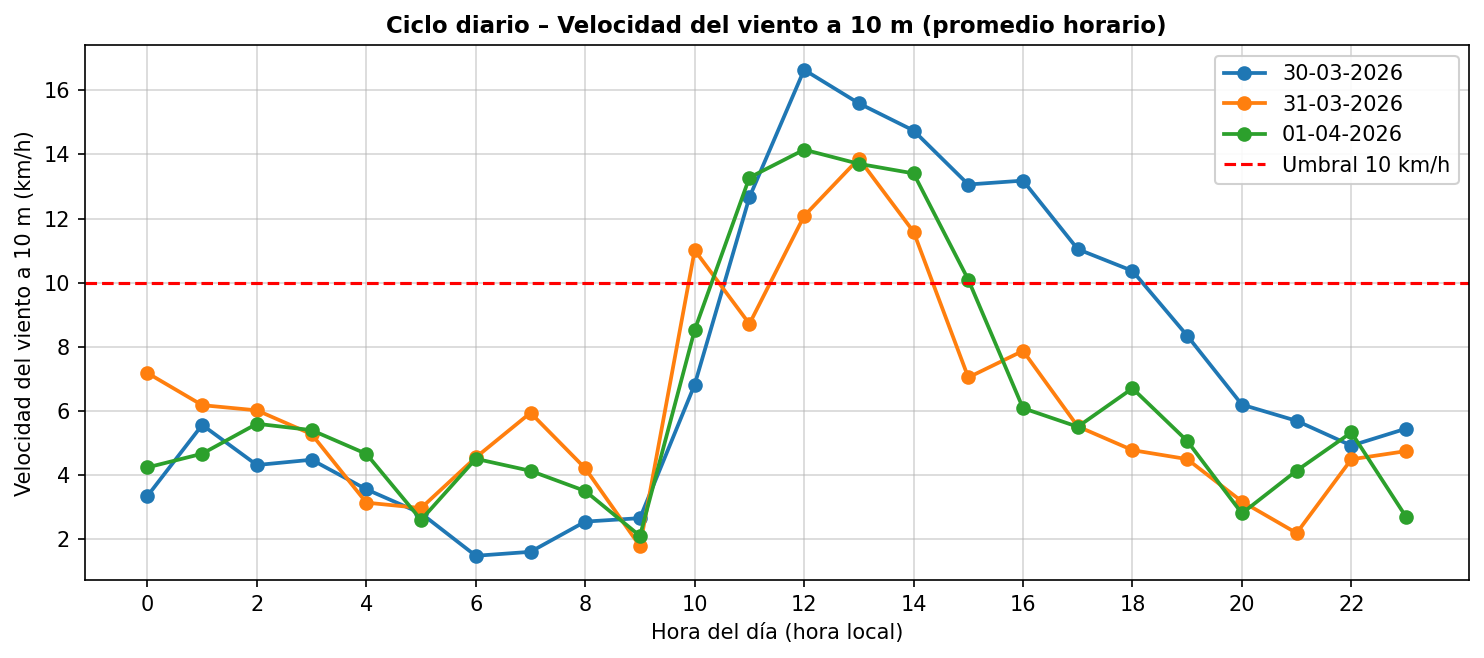 Ciclo diario – Velocidad del viento a 10 m (promedio horario)
Velocidad del viento a 10 m (km/h)
16
14
12
10
8
6
4
2
30-03-2026
31-03-2026
01-04-2026
Umbral 10 km/h
0 2 4 6 8 10 12 14 16 18 20 22
Hora del día (hora local)